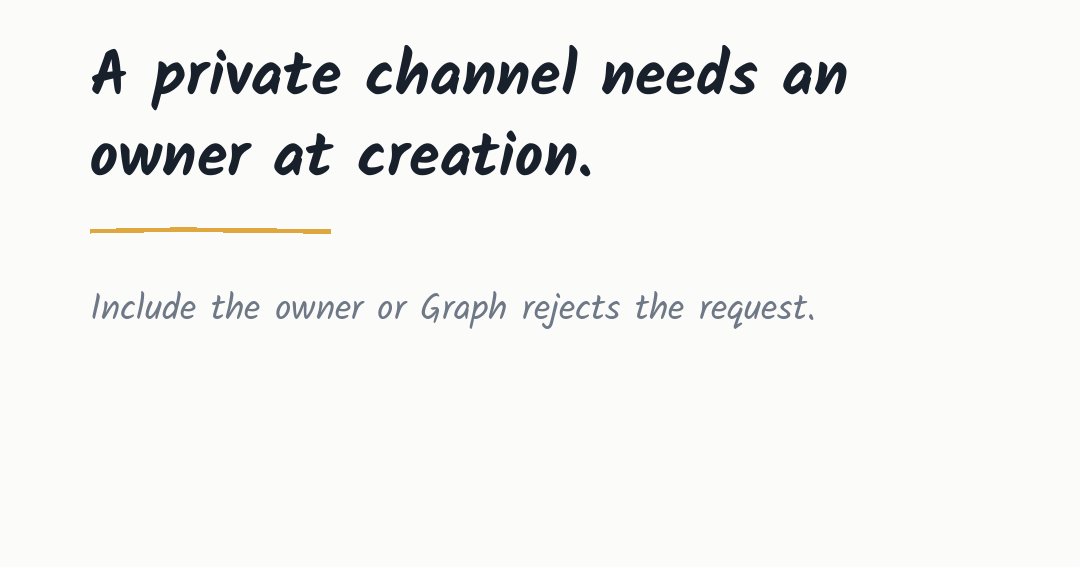 A private channel needs an
owner at creation.
Include the owner or Graph rejects the request.